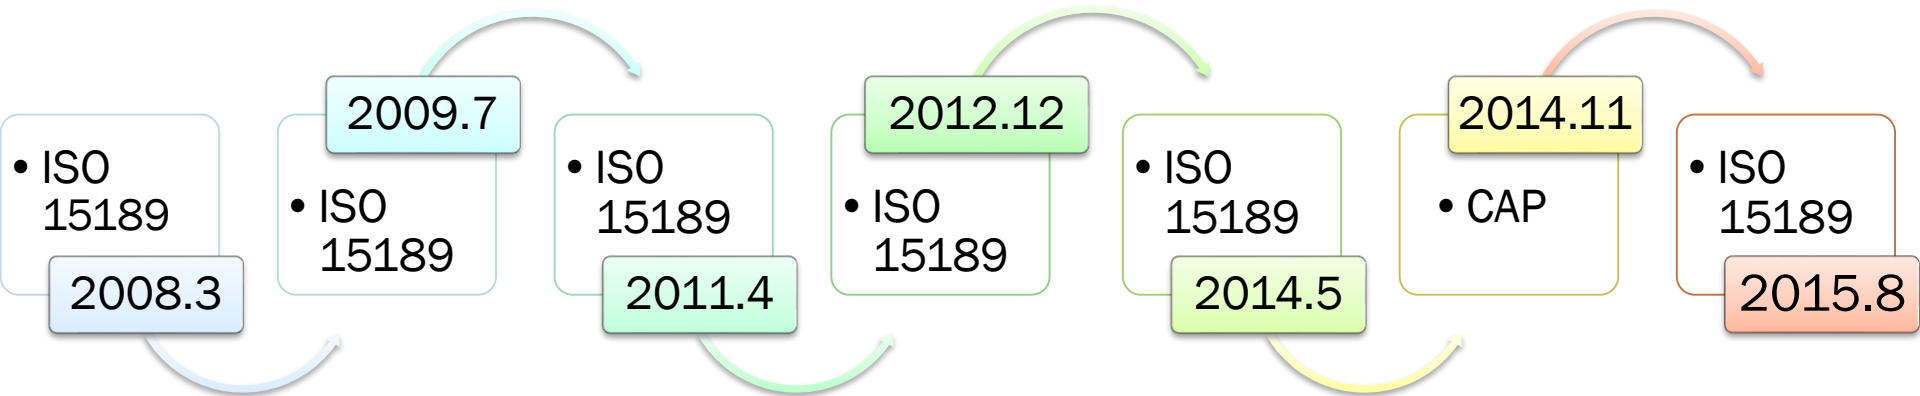 • ISO
15189
2008.3
2009.7
• ISO
15189
• ISO
15189
2011.4
2012.12
• ISO
15189
• ISO
15189
2014.5
2014.11
• CAP
• ISO
15189
2015.8